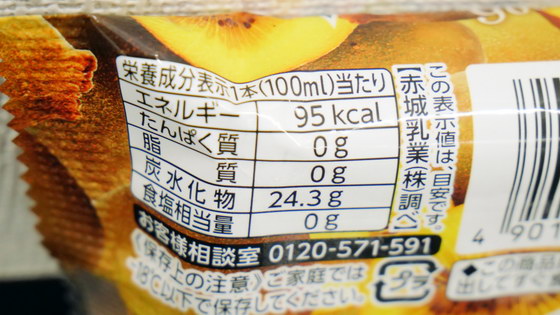 栄養成分表示1本(100ml)当たり
エネルギー 95kcal
たんぱく質 0g
脂質 0g
炭水化物 24.3g
食塩相当量 0g
この表示値は、目安です。
【赤城乳業(株)調べ】
お客様相談室 0120-571-591
《保存上の注意》ご家庭では
-18℃以下で保存してください。
プラ
4 901
◆この商品
出してすぐ